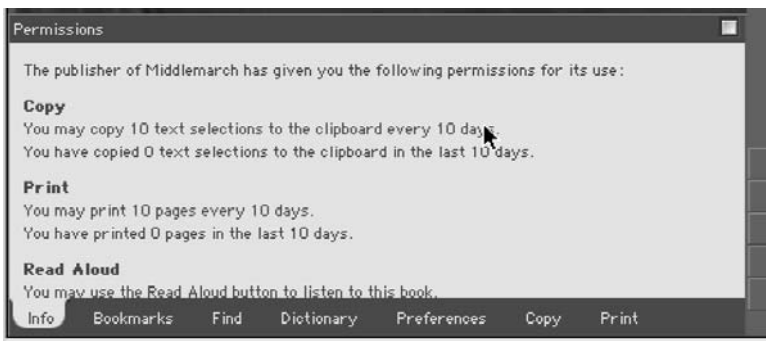 Permissions
The publisher of Middlemarch has given you the following permissions for its use:
Copy
You may copy 10 text selections to the clipboard every 10 days.
You have copied 0 text selections to the clipboard in the last 10 days.
Print
You may print 10 pages every 10 days.
You have printed 0 pages in the last 10 days.
Read Aloud
You may use the Read Aloud button to listen to this book.
Info Bookmarks Find Dictionary Preferences Copy Print